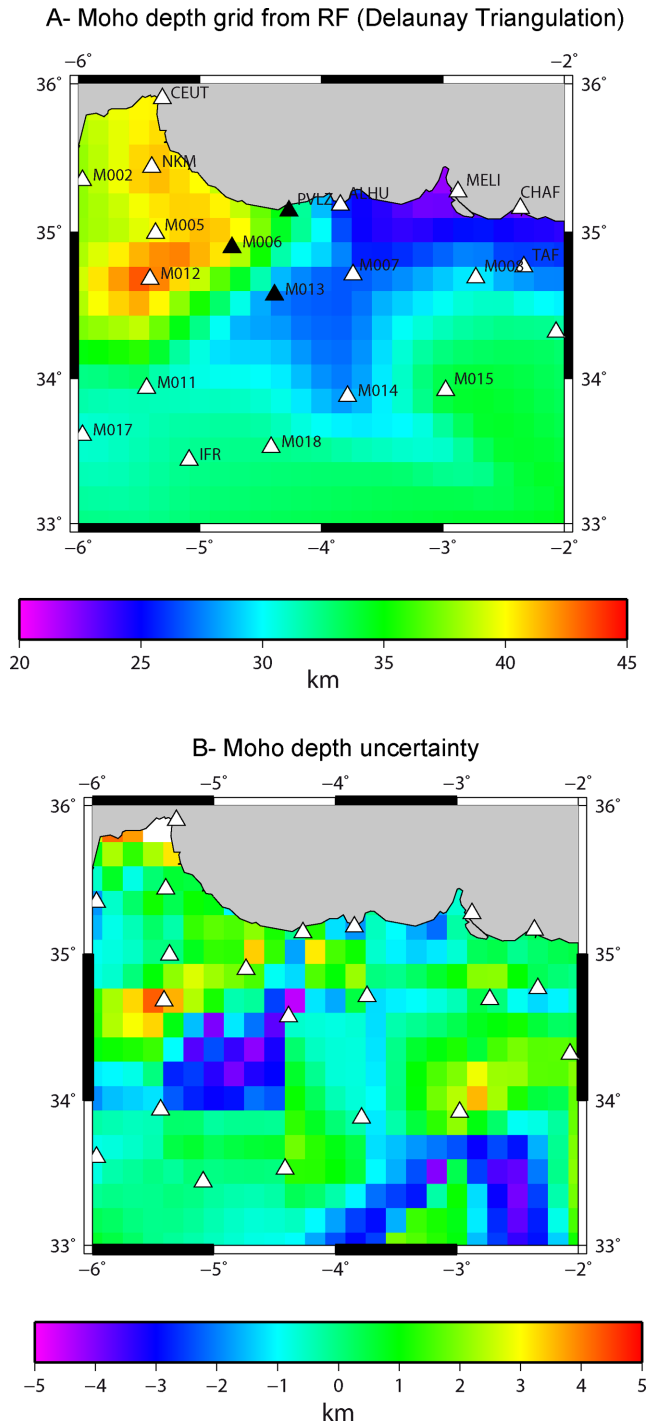 A- Moho depth grid from RF (Delaunay Triangulation)
−6˚ −5˚ −4˚ −3˚ −2˚
36˚ 36˚
CEUT
NKM
M002
MELI
ALHU
PVLZ
CHAF
M005
35˚ 35˚
M006
TAF
M007
M008
M012
M013
34˚ 34˚
M011
M015
M014
M017
M018
IFR
33˚ 33˚
−6˚ −5˚ −4˚ −3˚ −2˚
20 25 30 35 40 45
km
B- Moho depth uncertainty
−6˚ −5˚ −4˚ −3˚ −2˚
36˚ 36˚
35˚ 35˚
34˚ 34˚
33˚ 33˚
−6˚ −5˚ −4˚ −3˚ −2˚
−5 −4 −3 −2 −1 0 1 2 3 4 5
km